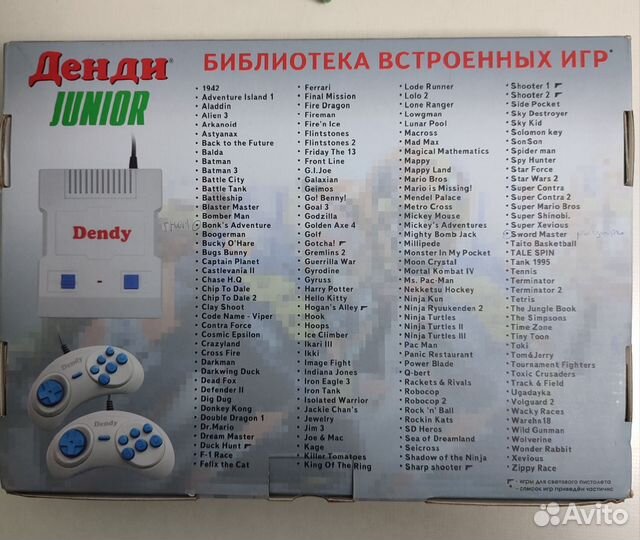 Денди®
JUNIOR
БИБЛИОТЕКА ВСТРОЕННЫХ ИГР*
Dendy
Dendy
Dendy
• 1942
• Adventure Island 1
• Aladdin
• Alien 3
• Arkanoid
• Astyanax
• Back to the Future
• Balda
• Batman
• Batman 3
• Battle City
• Battle Tank
• Battleship
• Blaster Master
• Bomber Man
• Bonk's Adventure
• Boogerman
• Bucky O'Hare
• Bugs Bunny
• Captain Planet
• Castlevania II
• Chase H.Q
• Chip To Dale
• Chip To Dale 2
• Clay Shoot
• Code Name - Viper
• Contra Force
• Cosmic Epsilon
• Crazyland
• Cross Fire
• Darkman
• Darkwing Duck
• Dead Fox
• Defender II
• Dig Dug
• Donkey Kong
• Double Dragon 1
• Dr.Mario
• Dream Master
• Duck Hunt
• F-1 Race
• Felix the Cat
• Ferrari
• Final Mission
• Fire Dragon
• Fireman
• Fire'n Ice
• Flintstones
• Flintstones 2
• Friday The 13
• Front Line
• G.I.Joe
• Galaxian
• Geimos
• Go! Benny!
• Goal 3
• Godzilla
• Golden Axe 4
• Golf
• Gotcha!
• Gremlins 2
• Guerrilla War
• Gyrodine
• Gyruss
• Harry Potter
• Hello Kitty
• Hogan's Alley
• Hook
• Hoops
• Ice Climber
• Ikari III
• Ikki
• Image Fight
• Indiana Jones
• Iron Eagle 3
• Iron Tank
• Isolated Warrior
• Jackie Chan's
• Jewelry
• Jim 3
• Joe & Mac
• Kage
• Killer Tomatoes
• King Of The Ring
• Lode Runner
• Lolo 2
• Lone Ranger
• Lowgman
• Lunar Pool
• Macross
• Mad Max
• Magical Mathematics
• Mappy
• Mappy Land
• Mario Bros
• Mario is Missing!
• Mendel Palace
• Metro Cross
• Mickey Mouse
• Mickey's Adventures
• Mighty Bomb Jack
• Millipede
• Monster In My Pocket
• Moon Crystal
• Mortal Kombat IV
• Ms. Pac-Man
• Nekketsu Hockey
• Ninja Kun
• Ninja Ryuukenden 2
• Ninja Turtles
• Ninja Turtles II
• Ninja Turtles III
• Pac Man
• Panic Restaurant
• Power Blade
• Q-bert
• Rackets & Rivals
• Robocop
• Robocop 2
• Rock 'n' Ball
• Rockin Kats
• SD Heros
• Sea of Dreamland
• Seicross
• Shadow of the Ninja
• Sharp shooter
• Shooter 1
• Shooter 2
• Side Pocket
• Sky Destroyer
• Sky Kid
• Solomon key
• SonSon
• Spider man
• Spy Hunter
• Star Force
• Star Wars 2
• Super Contra
• Super Contra 2
• Super Mario Bros
• Super Shinobi.
• Super Xevious
• Sword Master
• Taito Basketball
• TALE SPIN
• Tank 1995
• Tennis
• Terminator
• Terminator 2
• Tetris
• The Jungle Book
• The Simpsons
• Time Zone
• Tiny Toon
• Toki
• Tom&Jerry
• Tournament Fighters
• Toxic Crusaders
• Track & Field
• Ugadayka
• Volguard 2
• Wacky Races
• Warehn18
• Wild Gunman
• Wolverine
• Wonder Rabbit
• Xevious
• Zippy Race
- игры для светового пистолета
* - список игр приведён частично
Avito